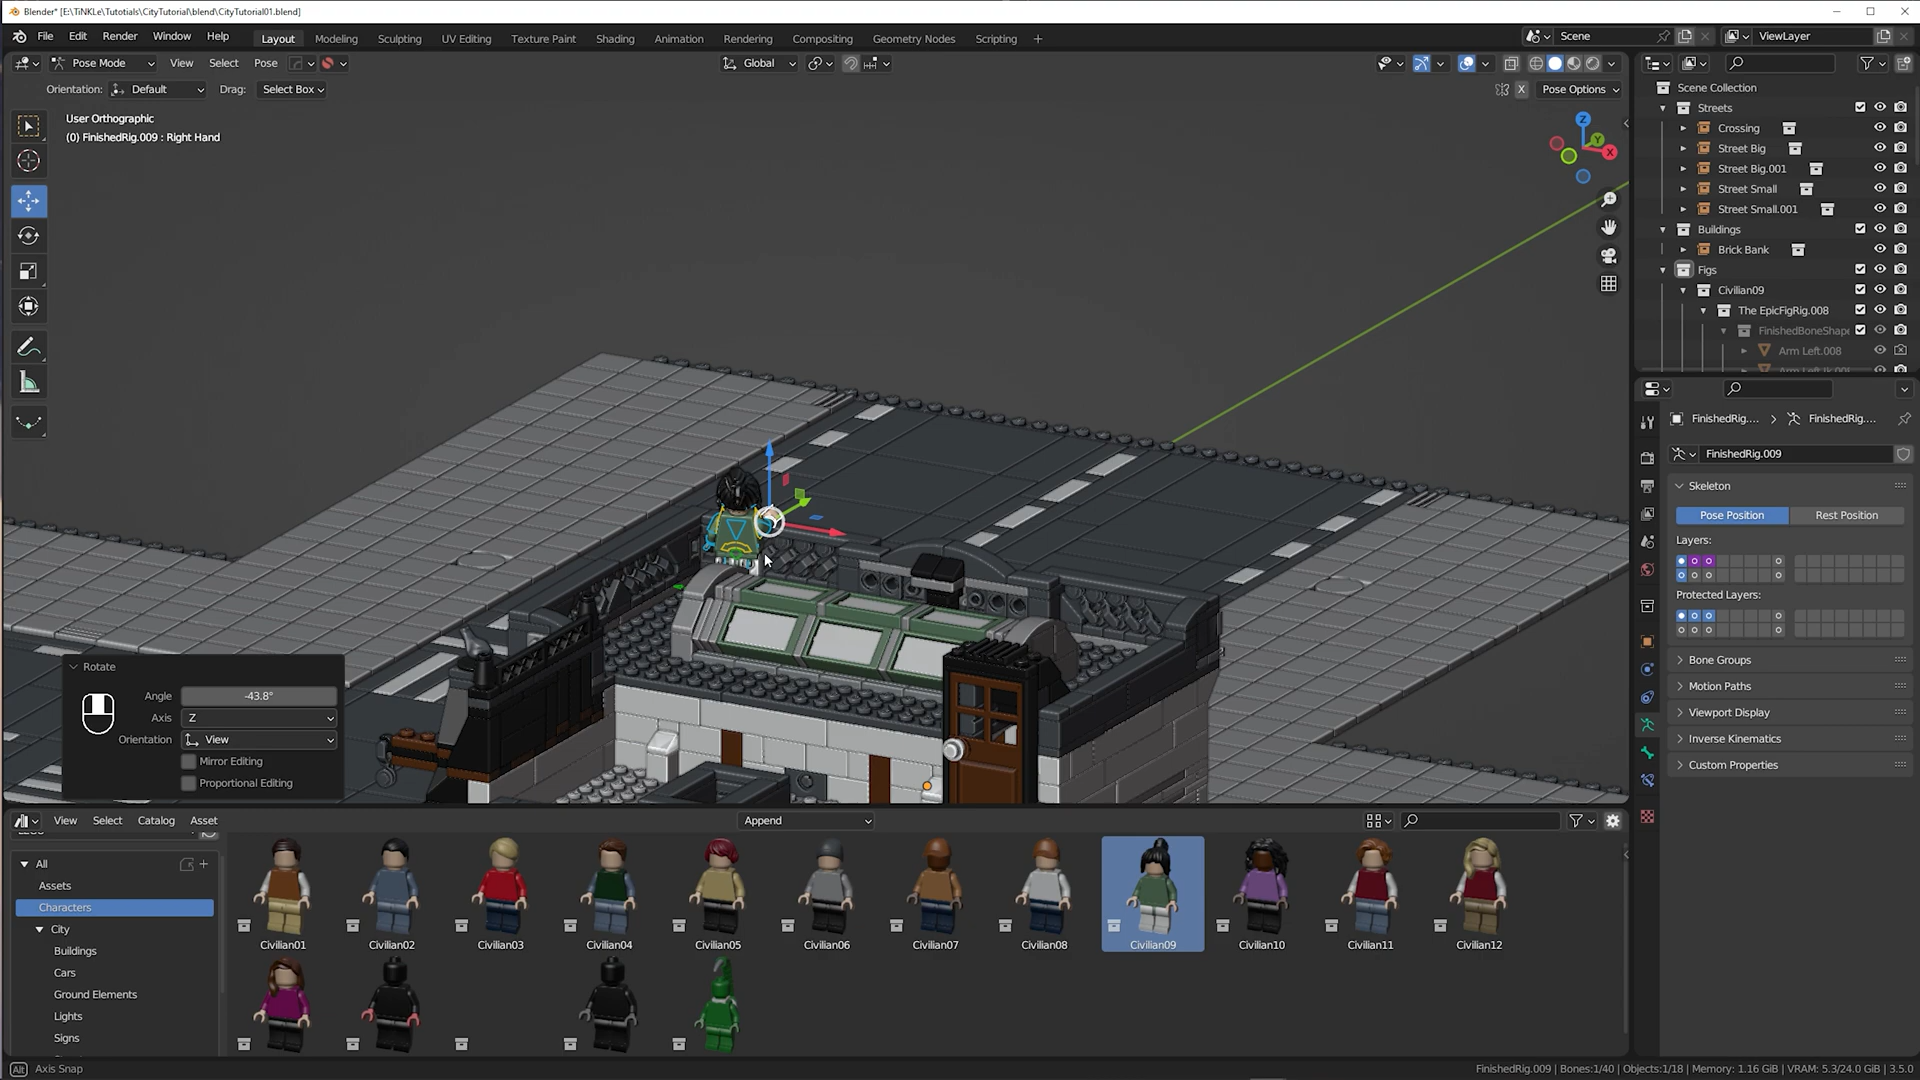 Blender* [E:\TiNKLe\Tutotials\CityTutorial\blend\CityTutorial01.blend]
File Edit Render Window Help
Layout Modeling Sculpting UV Editing Texture Paint Shading Animation Rendering Compositing Geometry Nodes Scripting +
Scene
ViewLayer
Pose Mode View Select Pose
Global
Orientation: Default Drag: Select Box
X Pose Options
User Orthographic
(0) FinishedRig.009 : Right Hand
Z
Y
X
Scene Collection
Streets
Crossing
Street Big
Street Big.001
Street Small
Street Small.001
Buildings
Brick Bank
Figs
Civilian09
The EpicFigRig.008
FinishedBoneShape
Arm Left.008
FinishedRig.... > FinishedRig....
FinishedRig.009
Skeleton
Pose Position Rest Position
Layers:
Protected Layers:
Bone Groups
Motion Paths
Viewport Display
Inverse Kinematics
Custom Properties
Rotate
Angle -43.8°
Axis Z
Orientation View
Mirror Editing
Proportional Editing
View Select Catalog Asset
Append
All
Assets
Characters
City
Buildings
Cars
Ground Elements
Lights
Signs
Civilian01 Civilian02 Civilian03 Civilian04 Civilian05 Civilian06 Civilian07 Civilian08 Civilian09 Civilian10 Civilian11 Civilian12
Alt Axis Snap
FinishedRig.009 | Bones:1/40 | Objects:1/18 | Memory: 1.16 GiB | VRAM: 5.3/24.0 GiB | 3.5.0